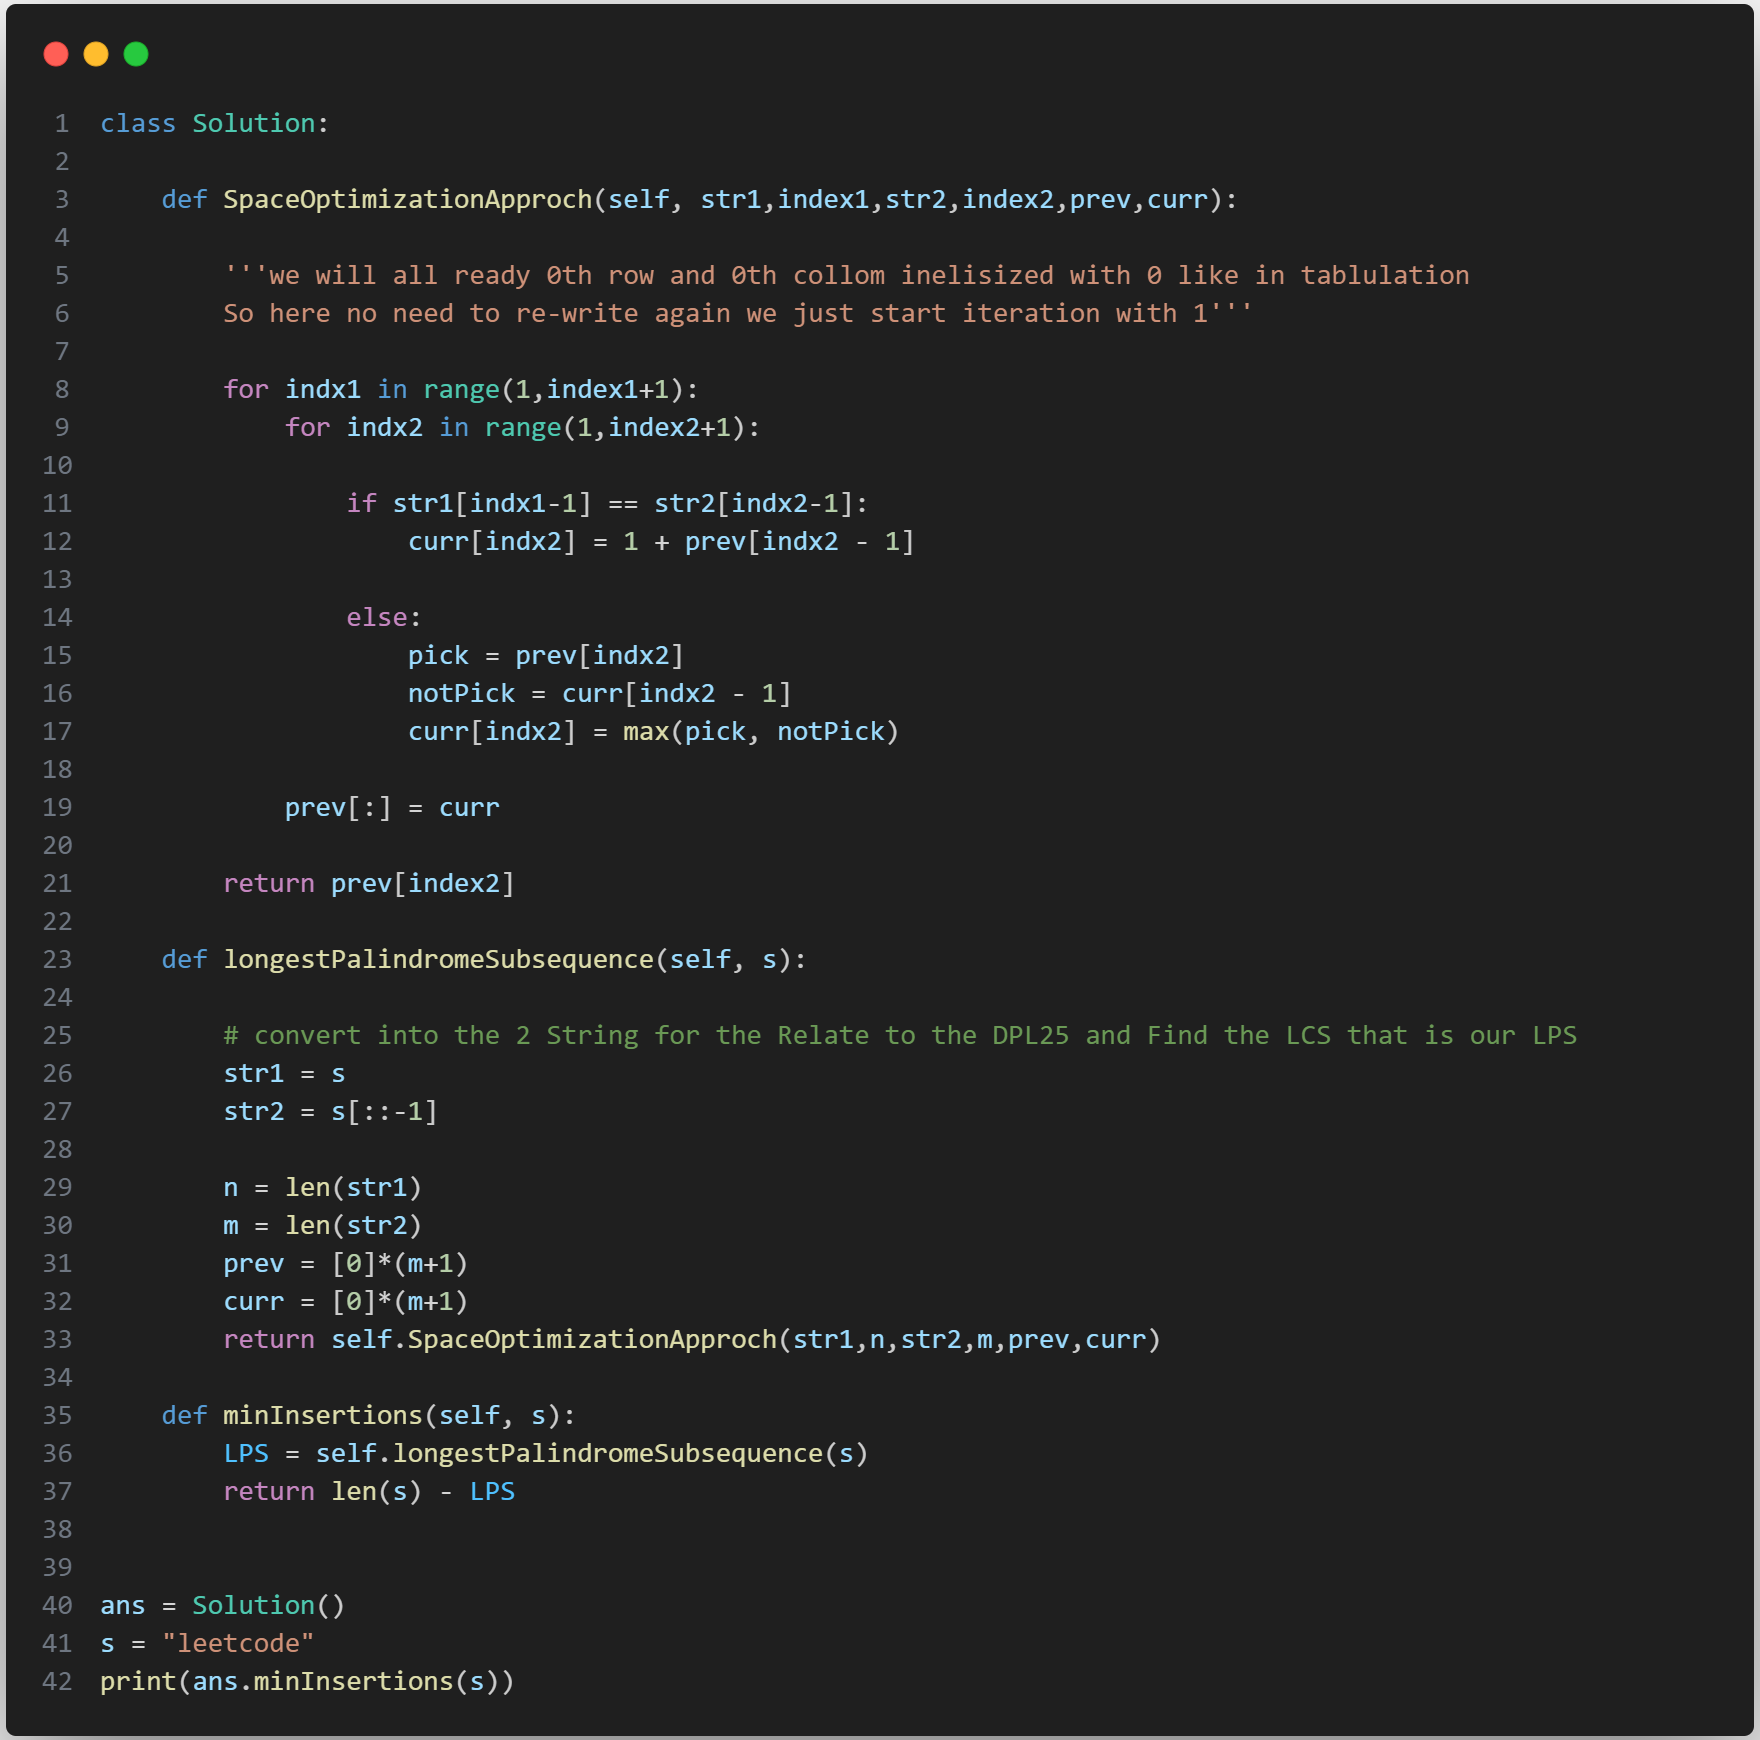 1 class Solution:
2
3     def SpaceOptimizationApproch(self, str1,index1,str2,index2,prev,curr):
4
5         '''we will all ready 0th row and 0th collom inelisized with 0 like in tablulation
6         So here no need to re-write again we just start iteration with 1'''
7
8         for indx1 in range(1,index1+1):
9             for indx2 in range(1,index2+1):
10
11                 if str1[indx1-1] == str2[indx2-1]:
12                     curr[indx2] = 1 + prev[indx2 - 1]
13
14                 else:
15                     pick = prev[indx2]
16                     notPick = curr[indx2 - 1]
17                     curr[indx2] = max(pick, notPick)
18
19             prev[:] = curr
20
21         return prev[index2]
22
23     def longestPalindromeSubsequence(self, s):
24
25         # convert into the 2 String for the Relate to the DPL25 and Find the LCS that is our LPS
26         str1 = s
27         str2 = s[::-1]
28
29         n = len(str1)
30         m = len(str2)
31         prev = [0]*(m+1)
32         curr = [0]*(m+1)
33         return self.SpaceOptimizationApproch(str1,n,str2,m,prev,curr)
34
35     def minInsertions(self, s):
36         LPS = self.longestPalindromeSubsequence(s)
37         return len(s) - LPS
38
39
40 ans = Solution()
41 s = "leetcode"
42 print(ans.minInsertions(s))